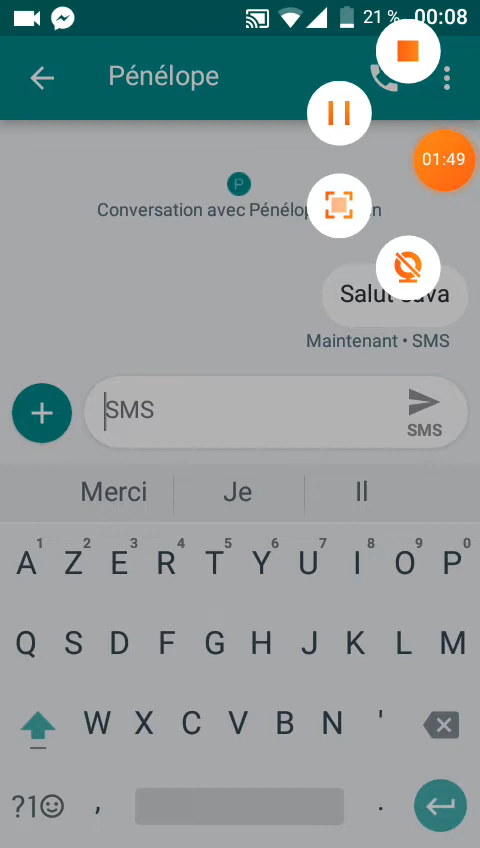 21 % 00:08
Pénélope
01:49
P
Conversation avec Pénélop
Salut
Maintenant • SMS
SMS
SMS
Merci Je Il
1 2 3 4 5 6 7 8 9 0
A Z E R T Y U I O P
Q S D F G H J K L M
W X C V B N '
?1☺ , .